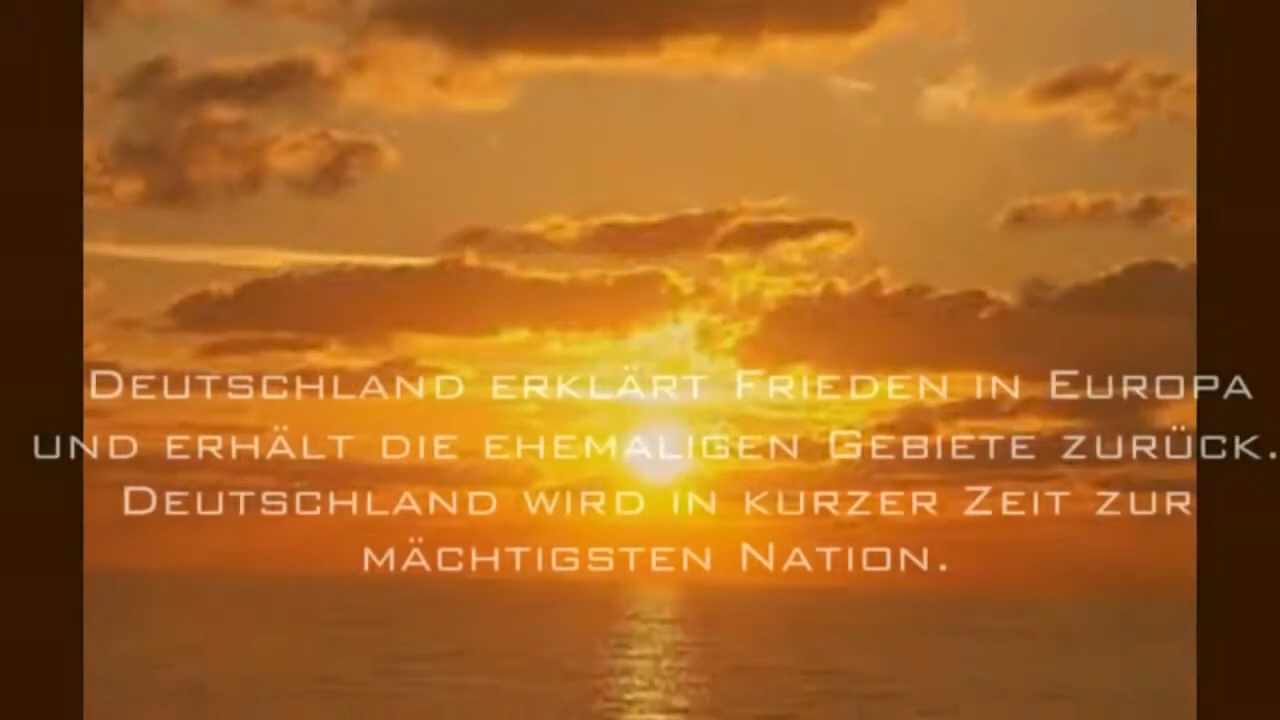 Deutschland erklärt Frieden in Europa
und erhält die ehemaligen Gebiete zurück.
Deutschland wird in kurzer Zeit zur
mächtigsten Nation.